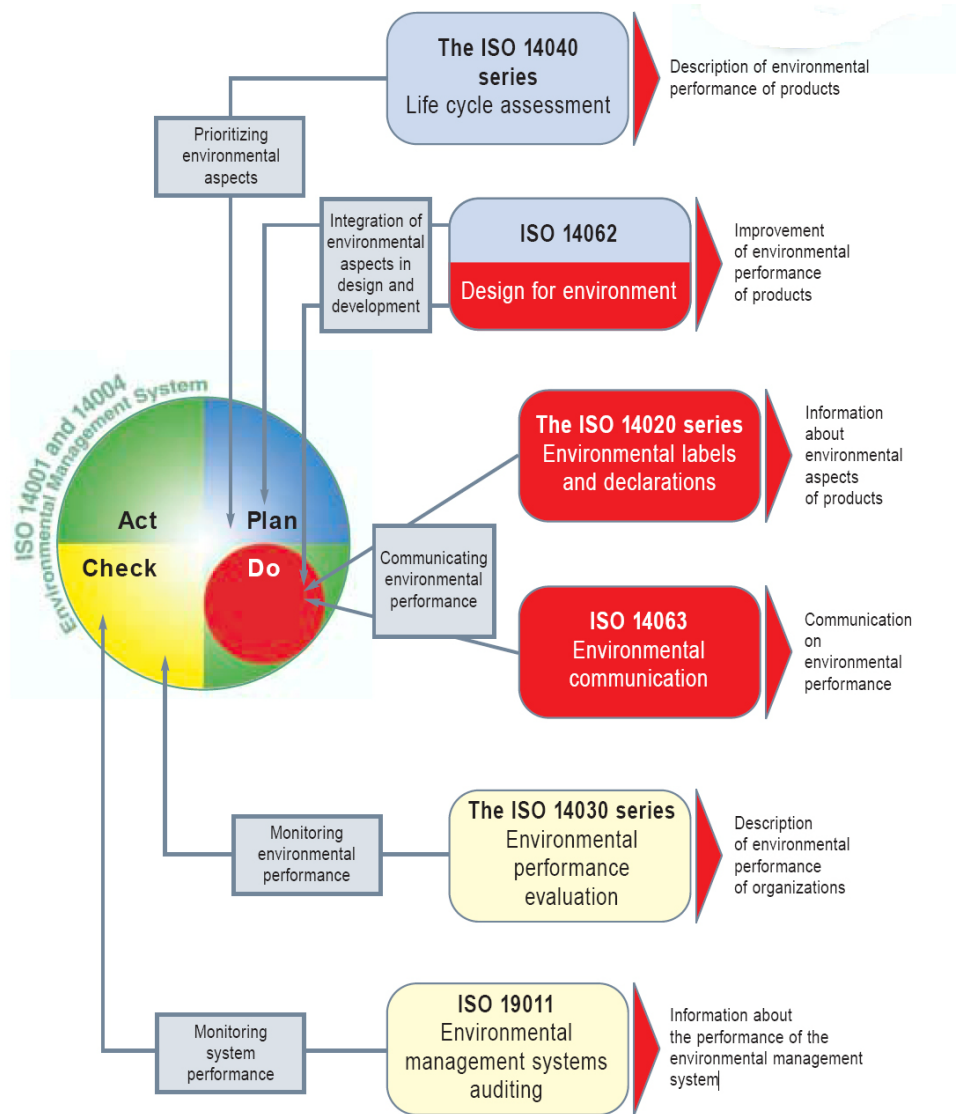 The ISO 14040
series
Life cycle assessment
Description of environmental
performance of products
Prioritizing
environmental
aspects
Integration of
environmental
aspects in
design and
development
ISO 14062
Design for environment
Improvement
of environmental
performance
of products
ISO 14001 and 14004
Environmental Management System
Act
Plan
Check
Do
The ISO 14020 series
Environmental labels
and declarations
Information
about
environmental
aspects
of products
Communicating
environmental
performance
ISO 14063
Environmental
communication
Communication
on
environmental
performance
Monitoring
environmental
performance
The ISO 14030 series
Environmental
performance
evaluation
Description
of environmental
performance
of organizations
Monitoring
system
performance
ISO 19011
Environmental
management systems
auditing
Information about
the performance of the
environmental management
system